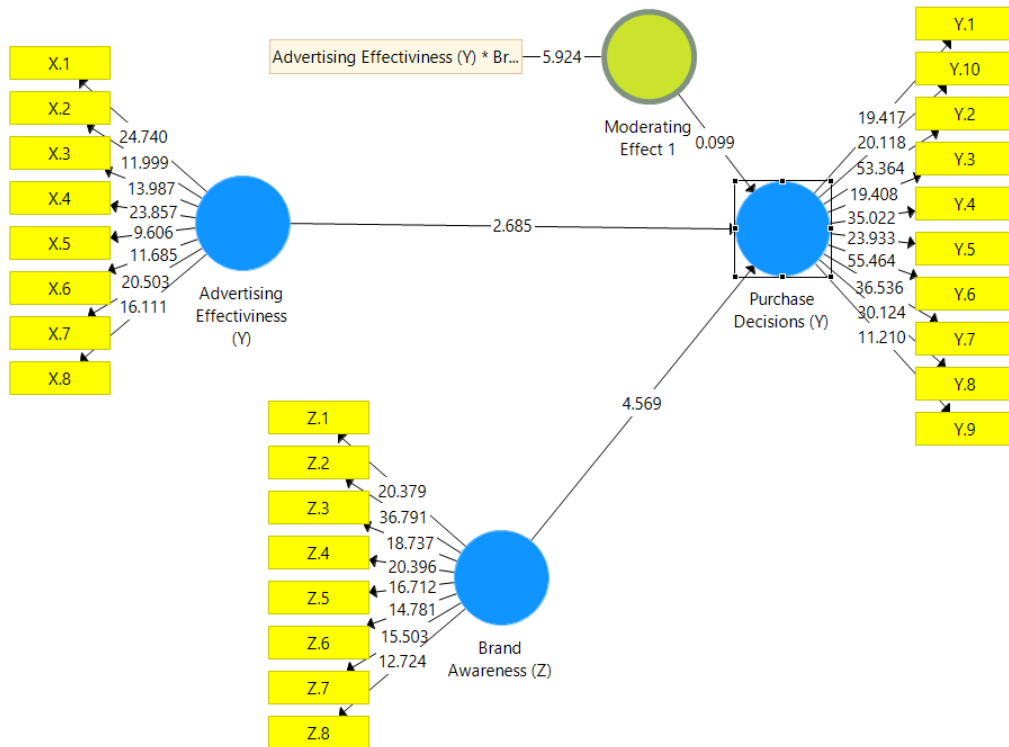 Advertising Effectiviness (Y) * Br...
5.924
Moderating
Effect 1
0.099
X.1
X.2
X.3
X.4
X.5
X.6
X.7
X.8
24.740
11.999
13.987
23.857
9.606
11.685
20.503
16.111
Advertising
Effectiviness
(Y)
2.685
Y.1
Y.10
Y.2
Y.3
Y.4
Y.5
Y.6
Y.7
Y.8
Y.9
19.417
20.118
53.364
19.408
35.022
23.933
55.464
36.536
30.124
11.210
Purchase
Decisions (Y)
4.569
Z.1
Z.2
Z.3
Z.4
Z.5
Z.6
Z.7
Z.8
20.379
36.791
18.737
20.396
16.712
14.781
15.503
12.724
Brand
Awareness (Z)